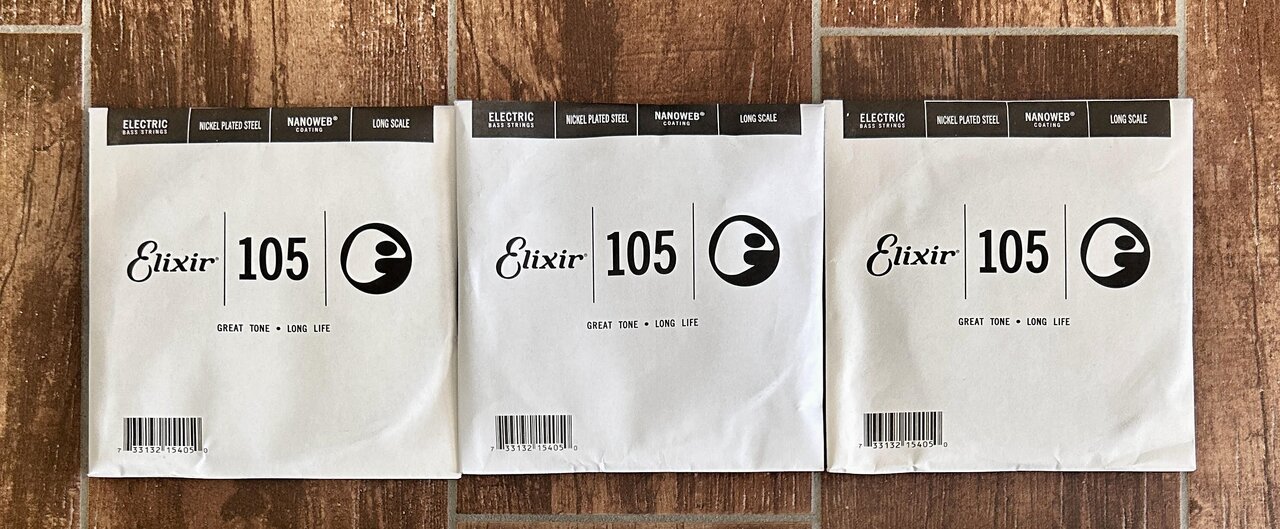 ELECTRIC
BASS STRINGS
NICKEL PLATED STEEL
NANOWEB®
COATING
LONG SCALE
Elixir® 105
GREAT TONE • LONG LIFE
7 33132 15405 0
ELECTRIC
BASS STRINGS
NICKEL PLATED STEEL
NANOWEB®
COATING
LONG SCALE
Elixir® 105
GREAT TONE • LONG LIFE
7 33132 15405 0
ELECTRIC
BASS STRINGS
NICKEL PLATED STEEL
NANOWEB®
COATING
LONG SCALE
Elixir® 105
GREAT TONE • LONG LIFE
7 33132 15405 0